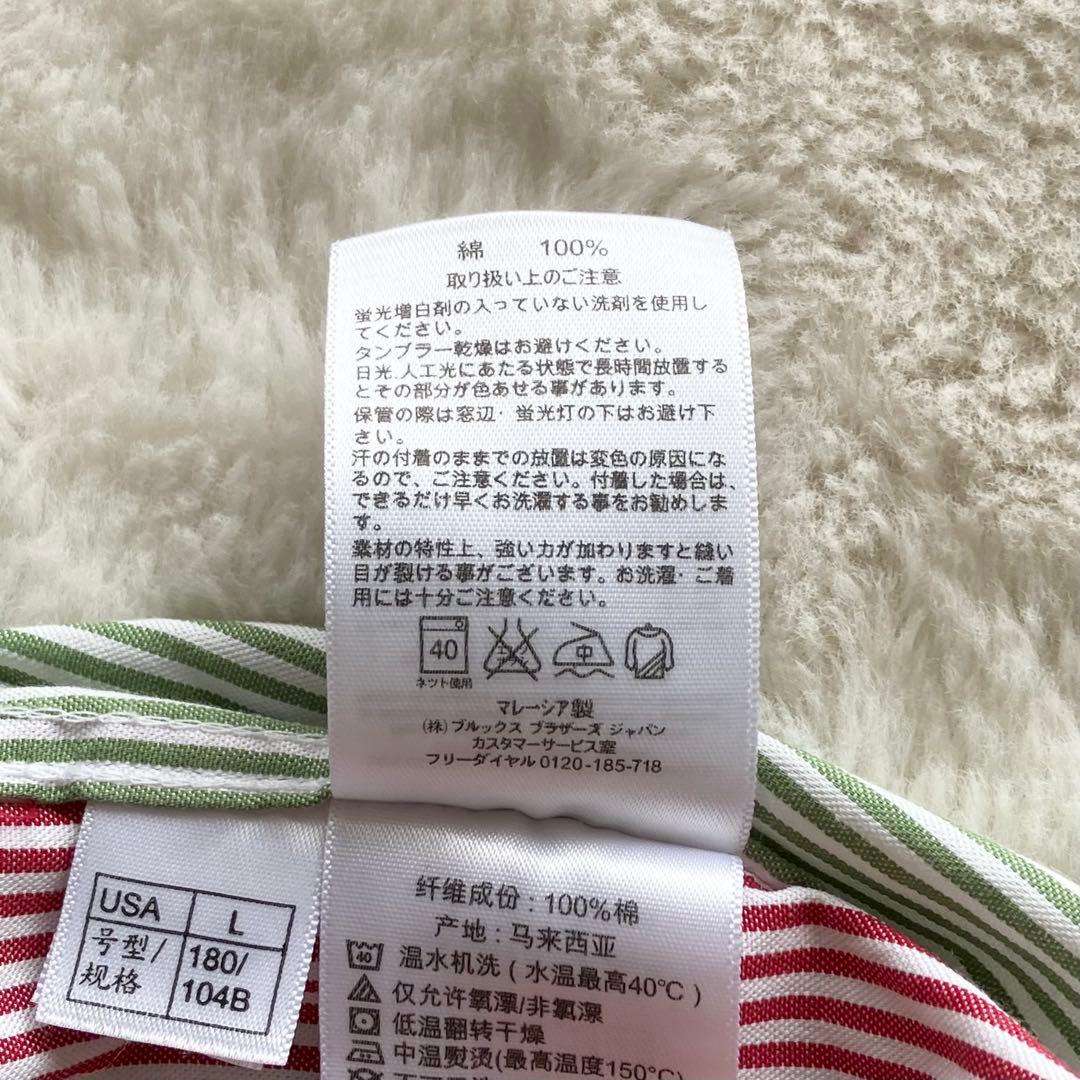 綿 100%
取り扱い上のご注意
蛍光増白剤の入っていない洗剤を使用し
てください。
タンブラー乾燥はお避けください。
日光.人工光にあたる状態で長時間放置する
とその部分が色あせる事があります。
保管の際は窓辺・蛍光灯の下はお避け下
さい。
汗の付着のままでの放置は変色の原因にな
るので、ご注意ください。付着した場合は、
できるだけ早くお洗濯する事をお勧めしま
す。
素材の特性上、強い力が加わりますと縫い
目が裂ける事がございます。お洗濯・ご着
用には十分ご注意ください。
40 中
ネット使用
マレーシア製
(株) ブルックス ブラザーズ ジャパン
カスタマーサービス室
フリーダイヤル 0120-185-718
USA L
号型/ 180/
规格 104B
纤维成份 : 100%棉
产地 : 马来西亚
40 温水机洗 ( 水温最高40℃ )
仅允许氧漂/非氯漂
低温翻转干燥
中温熨烫(最高温度150℃)